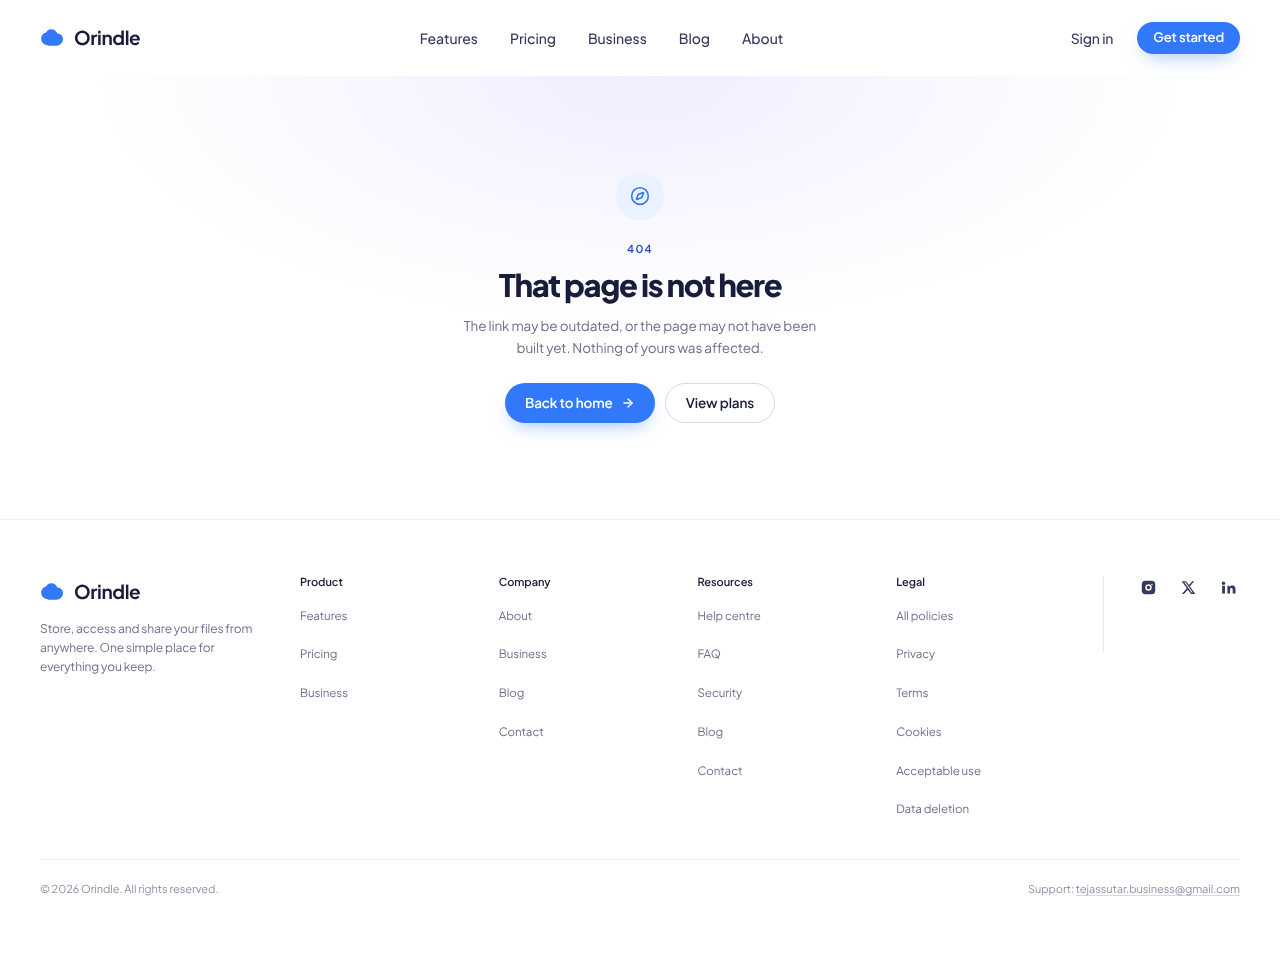 Orindle
Features
Pricing
Business
Blog
About
Sign in
Get started
404
That page is not here
The link may be outdated, or the page may not have been
built yet. Nothing of yours was affected.
Back to home
View plans
Orindle
Store, access and share your files from
anywhere. One simple place for
everything you keep.
Product
Features
Pricing
Business
Company
About
Business
Blog
Contact
Resources
Help centre
FAQ
Security
Blog
Contact
Legal
All policies
Privacy
Terms
Cookies
Acceptable use
Data deletion
© 2026 Orindle. All rights reserved.
Support: tejassutar.business@gmail.com